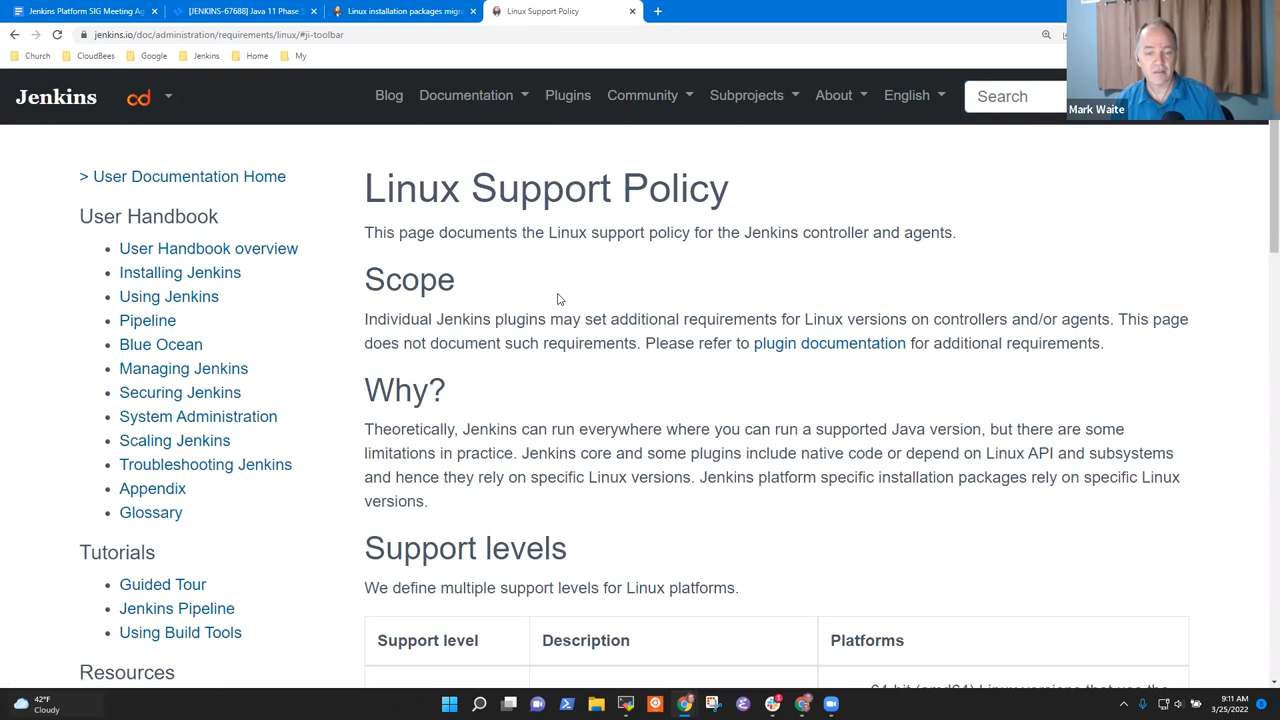 Jenkins Platform SIG Meeting Ag
[JENKINS-67688] Java 11 Phase
Linux installation packages migr
Linux Support Policy
jenkins.io/doc/administration/requirements/linux/#ji-toolbar
Church
CloudBees
Google
Jenkins
Home
My
Jenkins
cd
Blog
Documentation
Plugins
Community
Subprojects
About
English
Search
Mark Waite
> User Documentation Home
User Handbook
User Handbook overview
Installing Jenkins
Using Jenkins
Pipeline
Blue Ocean
Managing Jenkins
Securing Jenkins
System Administration
Scaling Jenkins
Troubleshooting Jenkins
Appendix
Glossary
Tutorials
Guided Tour
Jenkins Pipeline
Using Build Tools
Resources
Linux Support Policy
This page documents the Linux support policy for the Jenkins controller and agents.
Scope
Individual Jenkins plugins may set additional requirements for Linux versions on controllers and/or agents. This page
does not document such requirements. Please refer to plugin documentation for additional requirements.
Why?
Theoretically, Jenkins can run everywhere where you can run a supported Java version, but there are some
limitations in practice. Jenkins core and some plugins include native code or depend on Linux API and subsystems
and hence they rely on specific Linux versions. Jenkins platform specific installation packages rely on specific Linux
versions.
Support levels
We define multiple support levels for Linux platforms.
Support level
Description
Platforms
64-bit (amd64) Linux versions that use the
42°F
Cloudy
9:11 AM
3/25/2022